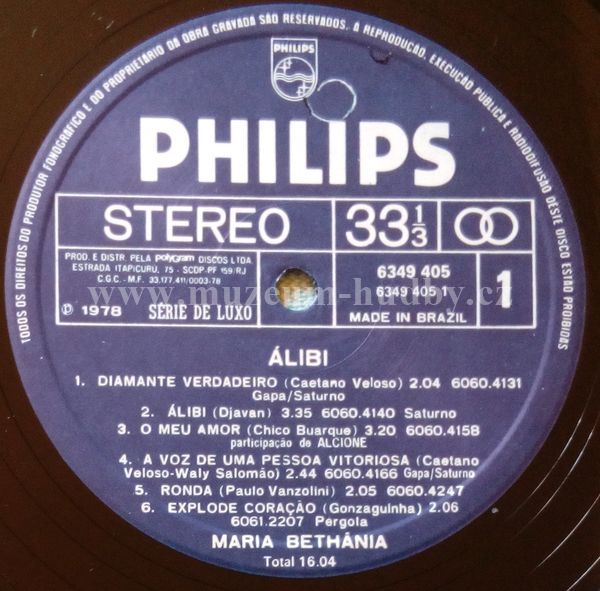 TODOS OS DIREITOS DO PRODUTOR FONOGRÁFICO E DO PROPRIETÁRIO DA OBRA GRAVADA SÃO RESERVADOS. A REPRODUÇÃO, EXECUÇÃO PÚBLICA E RADIODIFUSÃO DESTE DISCO ESTÃO PROIBIDAS
PHILIPS
PHILIPS
STEREO 33⅓
PROD. E DISTR. PELA polygram DISCOS LTDA
ESTRADA ITAPICURU, 75 - SCDP-PF 159/RJ
C.G.C. - M.F. 33.177.411/0003-78
℗ 1978 SÉRIE DE LUXO
6349 405
6349 405 1
MADE IN BRAZIL
1
www.muzeum-hudby.cz
ÁLIBI
1. DIAMANTE VERDADEIRO (Caetano Veloso) 2.04 6060.4131
Gapa/Saturno
2. ÁLIBI (Djavan) 3.35 6060.4140 Saturno
3. O MEU AMOR (Chico Buarque) 3.20 6060.4158
participação de ALCIONE
4. A VOZ DE UMA PESSOA VITORIOSA (Caetano
Veloso-Waly Salomão) 2.44 6060.4166 Gapa/Saturno
5. RONDA (Paulo Vanzolini) 2.05 6060.4247
6. EXPLODE CORAÇÃO (Gonzaguinha) 2.06
6061.2207 Pergola
MARIA BETHÂNIA
Total 16.04